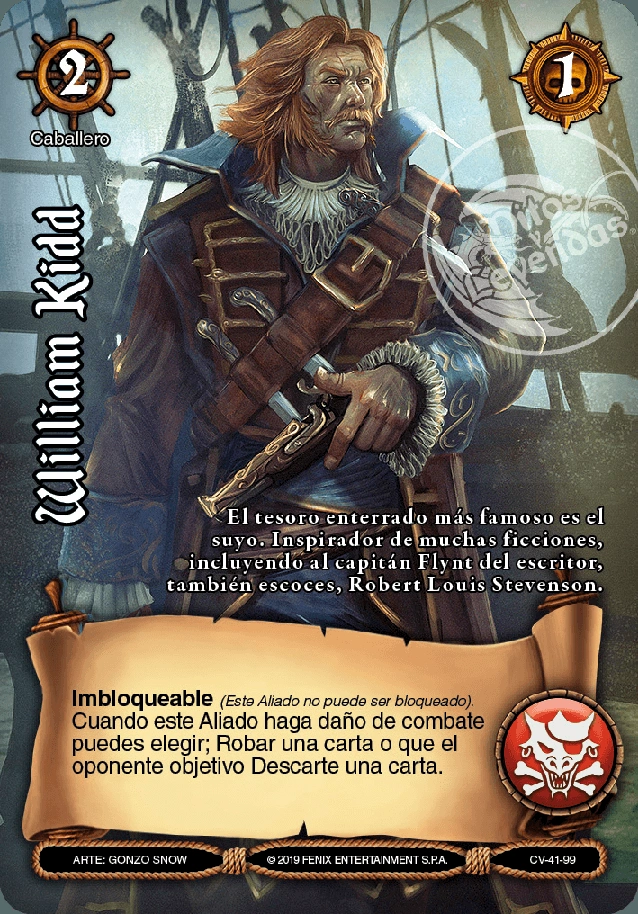 2
1
Caballero
Mitos
y
Leyendas
®
William Kidd
El tesoro enterrado más famoso es el
suyo. Inspirador de muchas ficciones,
incluyendo al capitán Flynt del escritor,
también escoces, Robert Louis Stevenson.
Imbloqueable (Este Aliado no puede ser bloqueado).
Cuando este Aliado haga daño de combate
puedes elegir; Robar una carta o que el
oponente objetivo Descarte una carta.
ARTE: GONZO SNOW
© 2019 FENIX ENTERTAINMENT S.P.A.
CV-41-99